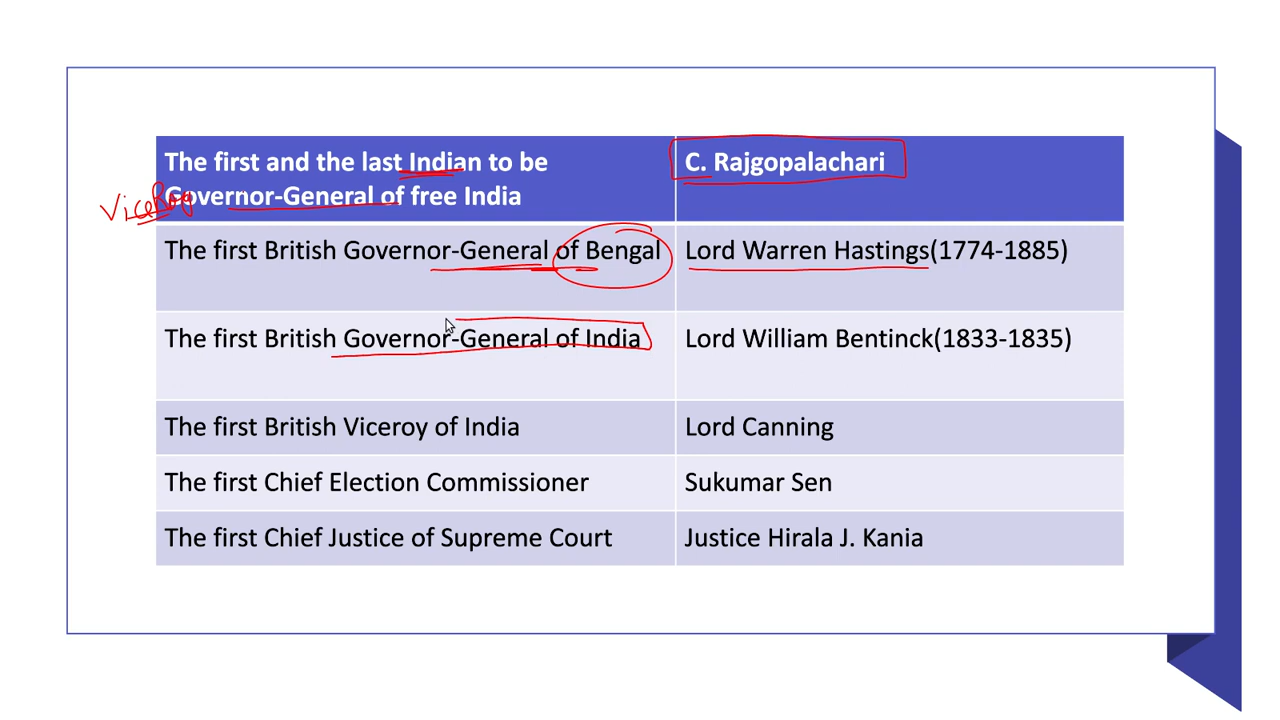 The first and the last Indian to be
Governor-General of free India
C. Rajgopalachari
ViceRoy
The first British Governor-General of Bengal
Lord Warren Hastings(1774-1885)
The first British Governor-General of India
Lord William Bentinck(1833-1835)
The first British Viceroy of India
Lord Canning
The first Chief Election Commissioner
Sukumar Sen
The first Chief Justice of Supreme Court
Justice Hirala J. Kania